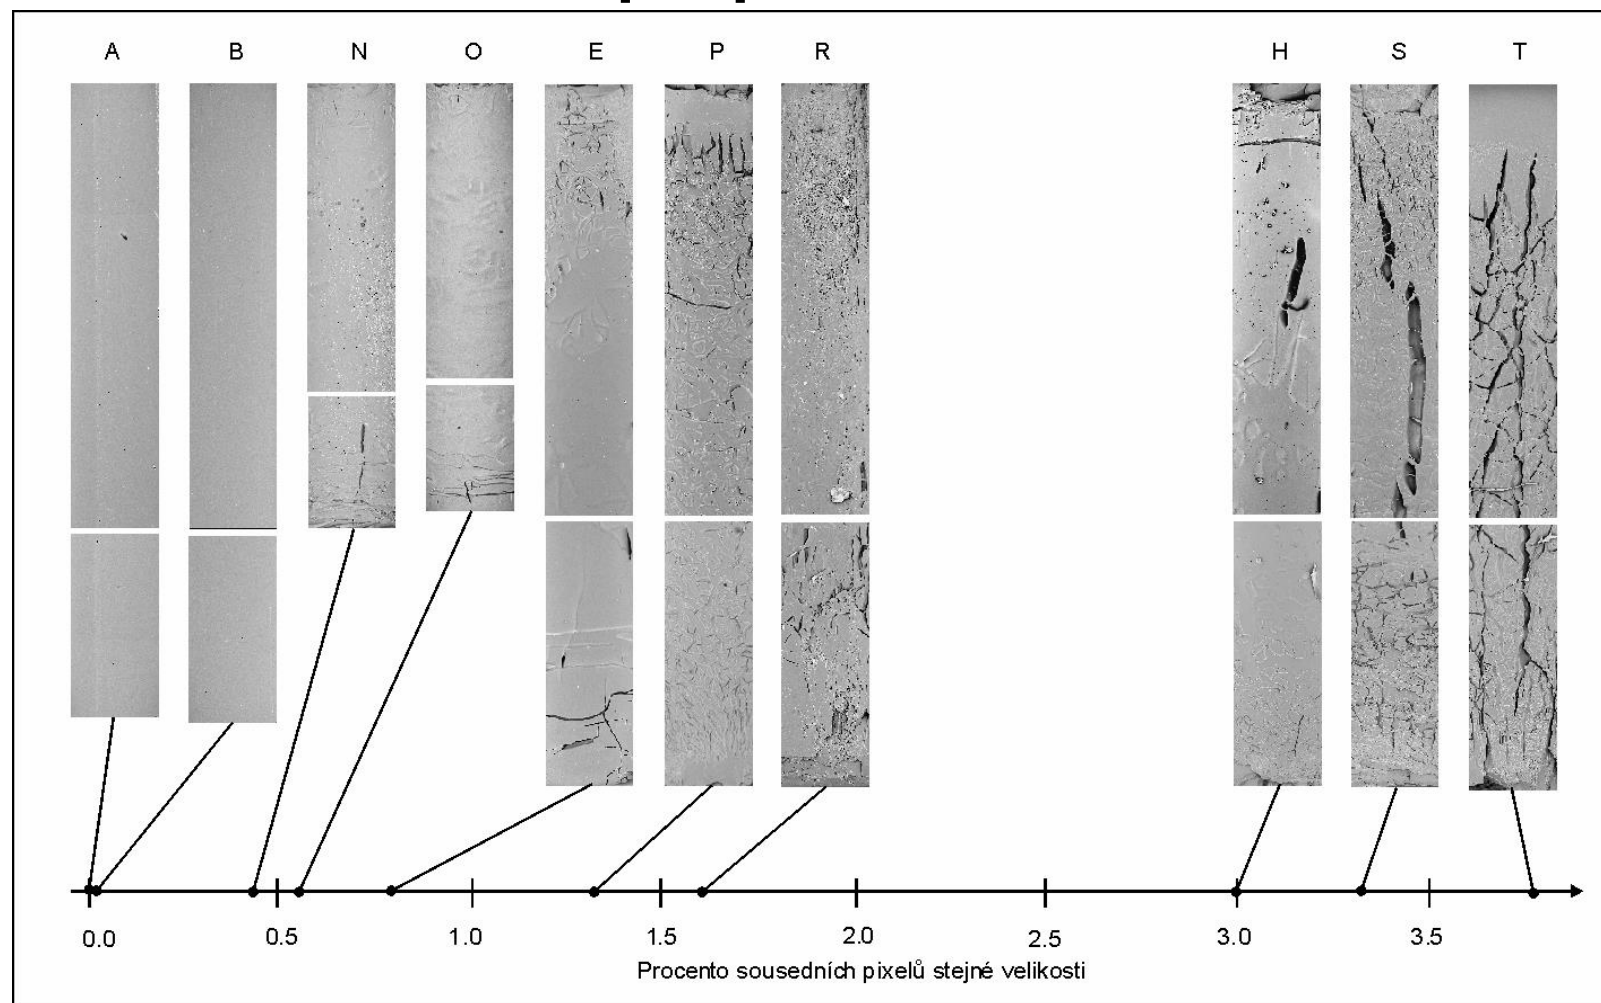 A B N O E P R H S T
0.0 0.5 1.0 1.5 2.0 2.5 3.0 3.5
Procento sousedních pixelů stejné velikosti